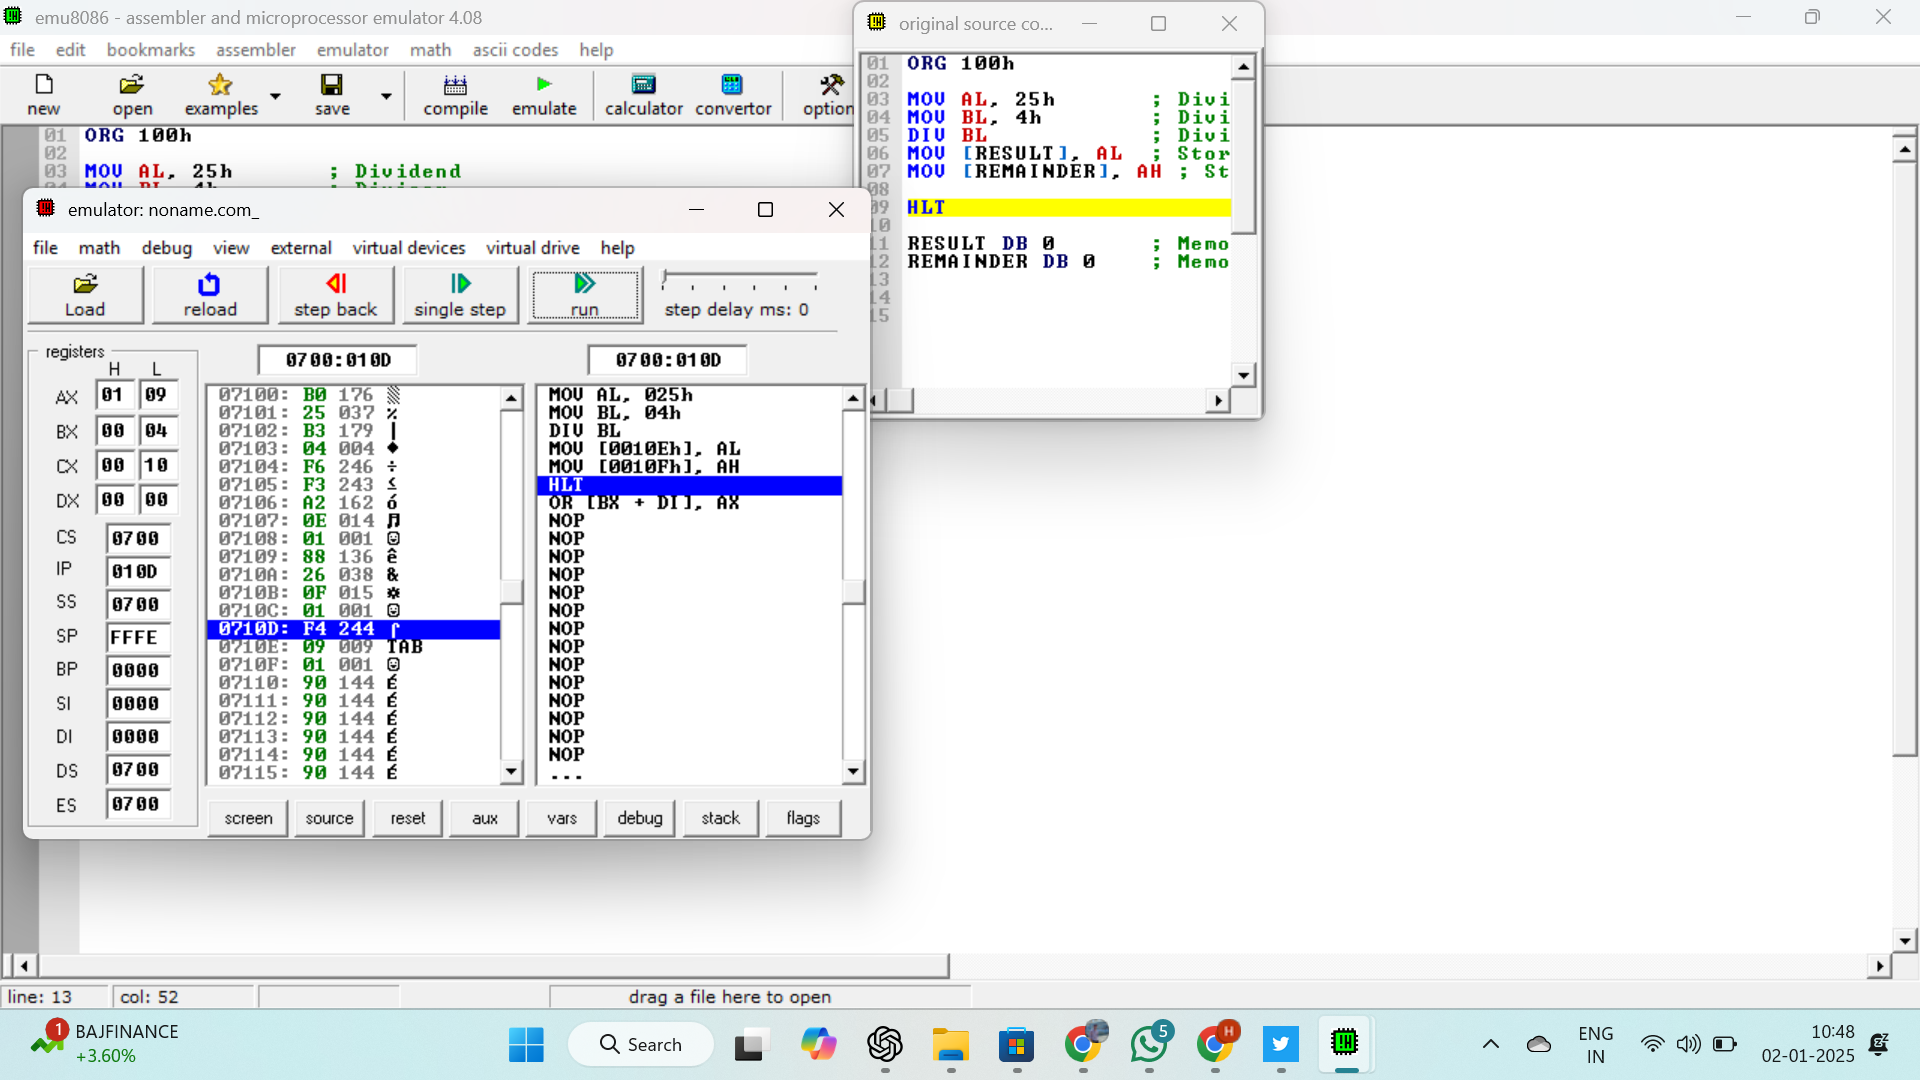 emu8086 - assembler and microprocessor emulator 4.08
file edit bookmarks assembler emulator math ascii codes help
new open examples save compile emulate calculator convertor option
01 ORG 100h
02
03 MOV AL, 25h ; Dividend
emulator: noname.com_
file math debug view external virtual devices virtual drive help
Load reload step back single step run step delay ms: 0
registers
H L
AX 01 09
BX 00 04
CX 00 10
DX 00 00
CS 0700
IP 010D
SS 0700
SP FFFE
BP 0000
SI 0000
DI 0000
DS 0700
ES 0700
0700:010D
07100: B0 176 ▒
07101: 25 037 %
07102: B3 179 │
07103: 04 004 ♦
07104: F6 246 ÷
07105: F3 243 ≤
07106: A2 162 ó
07107: 0E 014 ♫
07108: 01 001 ☺
07109: 88 136 ê
0710A: 26 038 &
0710B: 0F 015 ☼
0710C: 01 001 ☺
0710D: F4 244 ⌠
0710E: 09 009 TAB
0710F: 01 001 ☺
07110: 90 144 É
07111: 90 144 É
07112: 90 144 É
07113: 90 144 É
07114: 90 144 É
07115: 90 144 É
0700:010D
MOV AL, 025h
MOV BL, 04h
DIV BL
MOV [0010Eh], AL
MOV [0010Fh], AH
HLT
OR [BX + DI], AX
NOP
NOP
NOP
NOP
NOP
NOP
NOP
NOP
NOP
NOP
NOP
NOP
NOP
NOP
...
screen source reset aux vars debug stack flags
original source co...
01 ORG 100h
02
03 MOV AL, 25h ; Divi
04 MOV BL, 4h ; Divi
05 DIV BL ; Divi
06 MOV [RESULT], AL ; Stor
07 MOV [REMAINDER], AH ; St
08
09 HLT
10
11 RESULT DB 0 ; Memo
12 REMAINDER DB 0 ; Memo
13
14
15
line: 13 col: 52 drag a file here to open
1
BAJFINANCE
+3.60%
Search
5
H
ENG
IN
10:48
02-01-2025